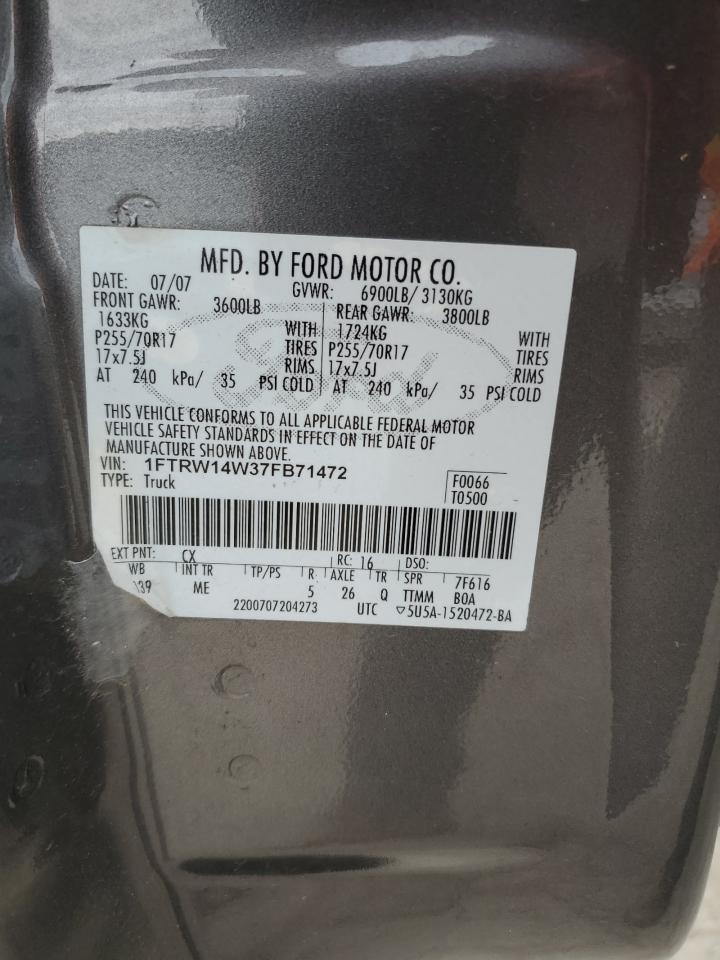 MFD. BY FORD MOTOR CO.
DATE: 07/07 GVWR: 6900LB/ 3130KG
FRONT GAWR: 3600LB REAR GAWR: 3800LB
1633KG WITH 1724KG WITH
P255/70R17 TIRES P255/70R17 TIRES
17x7.5J RIMS 17x7.5J RIMS
AT 240 kPa/ 35 PSI COLD AT 240 kPa/ 35 PSI COLD
Ford
THIS VEHICLE CONFORMS TO ALL APPLICABLE FEDERAL MOTOR
VEHICLE SAFETY STANDARDS IN EFFECT ON THE DATE OF
MANUFACTURE SHOWN ABOVE.
VIN: 1FTRW14W37FB71472 F0066
TYPE: Truck T0500
EXT PNT: CX RC: 16 DSO:
WB INT TR TP/PS R AXLE TR SPR 7F616
139 ME 5 26 Q TTMM BOA
2200707204273 UTC ▽5U5A-1520472-BA